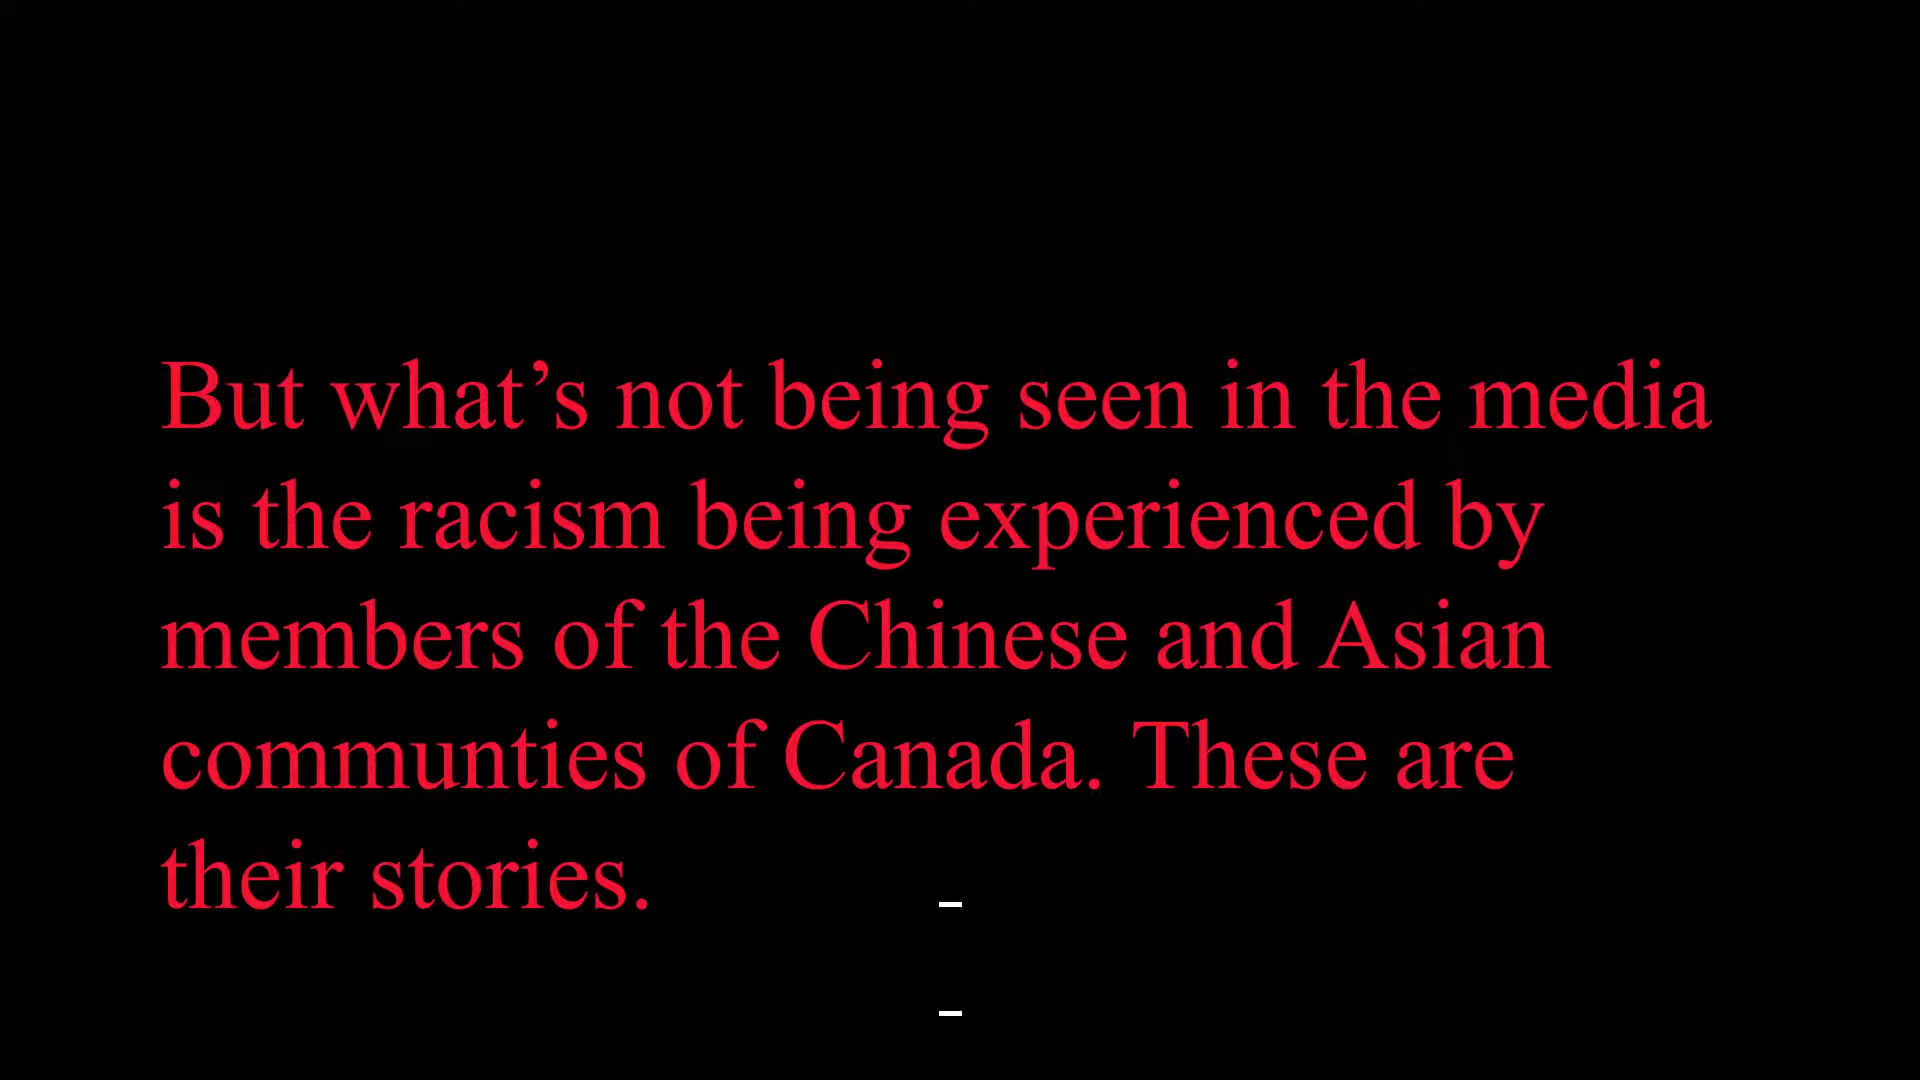 But what’s not being seen in the media
is the racism being experienced by
members of the Chinese and Asian
communties of Canada. These are
their stories.
-
-